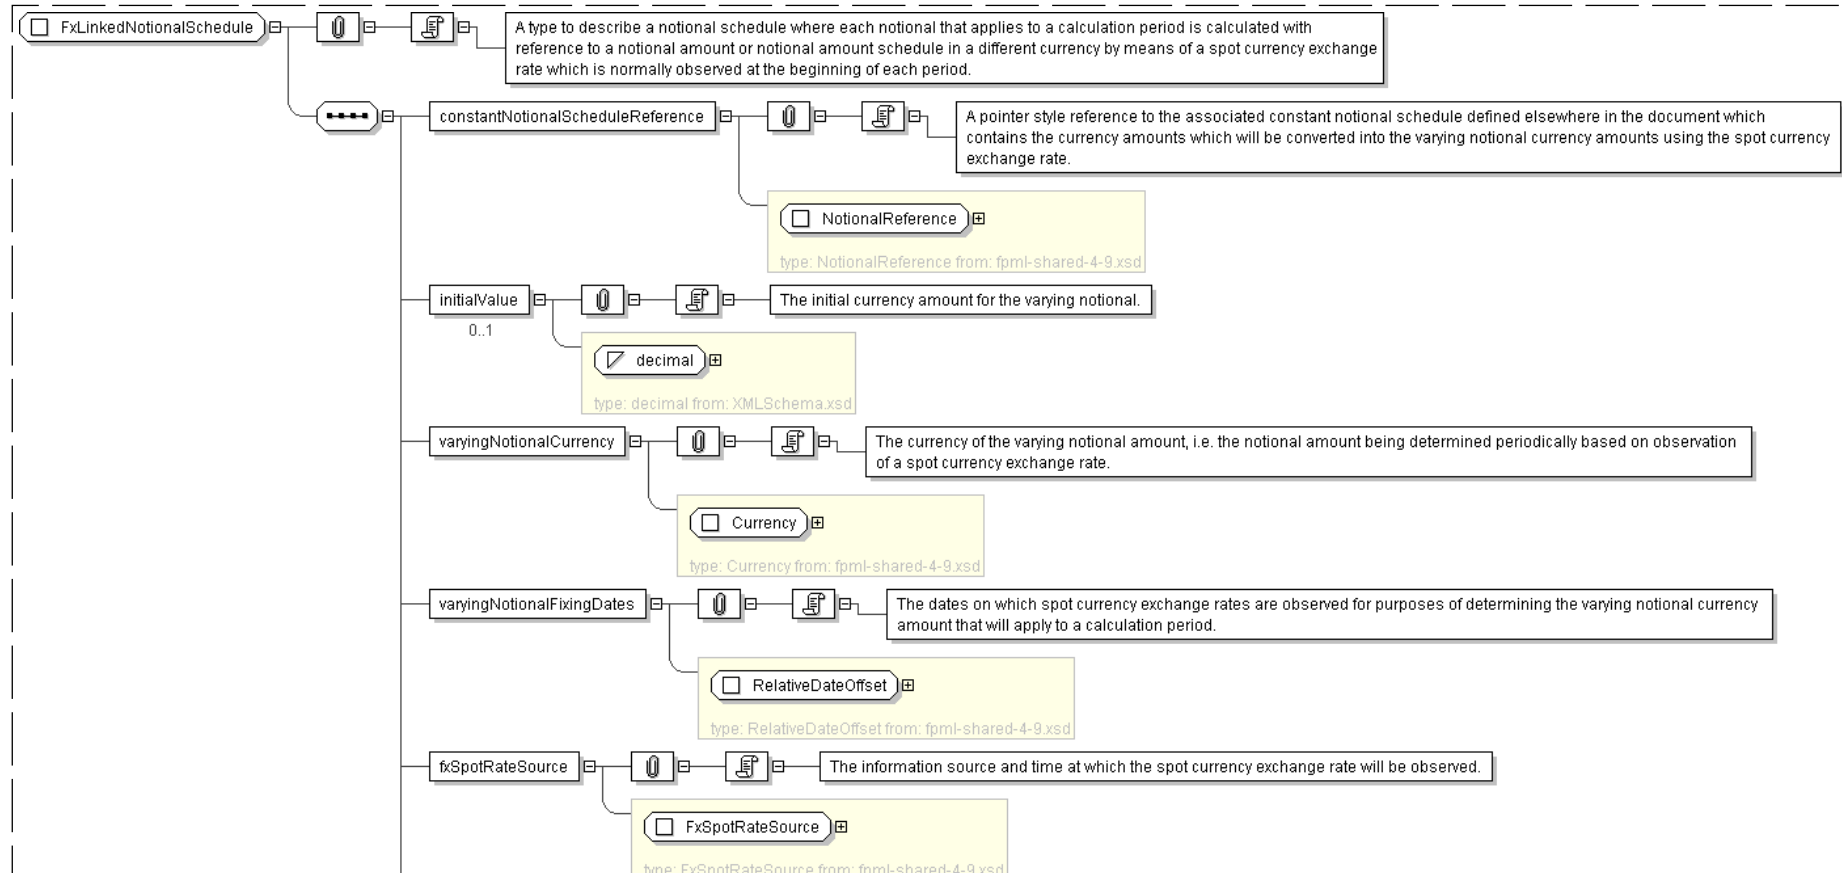 FxLinkedNotionalSchedule
A type to describe a notional schedule where each notional that applies to a calculation period is calculated with
reference to a notional amount or notional amount schedule in a different currency by means of a spot currency exchange
rate which is normally observed at the beginning of each period.
constantNotionalScheduleReference
A pointer style reference to the associated constant notional schedule defined elsewhere in the document which
contains the currency amounts which will be converted into the varying notional currency amounts using the spot currency
exchange rate.
NotionalReference
type: NotionalReference from: fpml-shared-4-9.xsd
initialValue
The initial currency amount for the varying notional.
0..1
decimal
type: decimal from: XMLSchema.xsd
varyingNotionalCurrency
The currency of the varying notional amount, i.e. the notional amount being determined periodically based on observation
of a spot currency exchange rate.
Currency
type: Currency from: fpml-shared-4-9.xsd
varyingNotionalFixingDates
The dates on which spot currency exchange rates are observed for purposes of determining the varying notional currency
amount that will apply to a calculation period.
RelativeDateOffset
type: RelativeDateOffset from: fpml-shared-4-9.xsd
fxSpotRateSource
The information source and time at which the spot currency exchange rate will be observed.
FxSpotRateSource
type: FxSpotRateSource from: fpml-shared-4-9.xsd